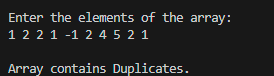 Enter the elements of the array:
1 2 2 1 -1 2 4 5 2 1
Array contains Duplicates.